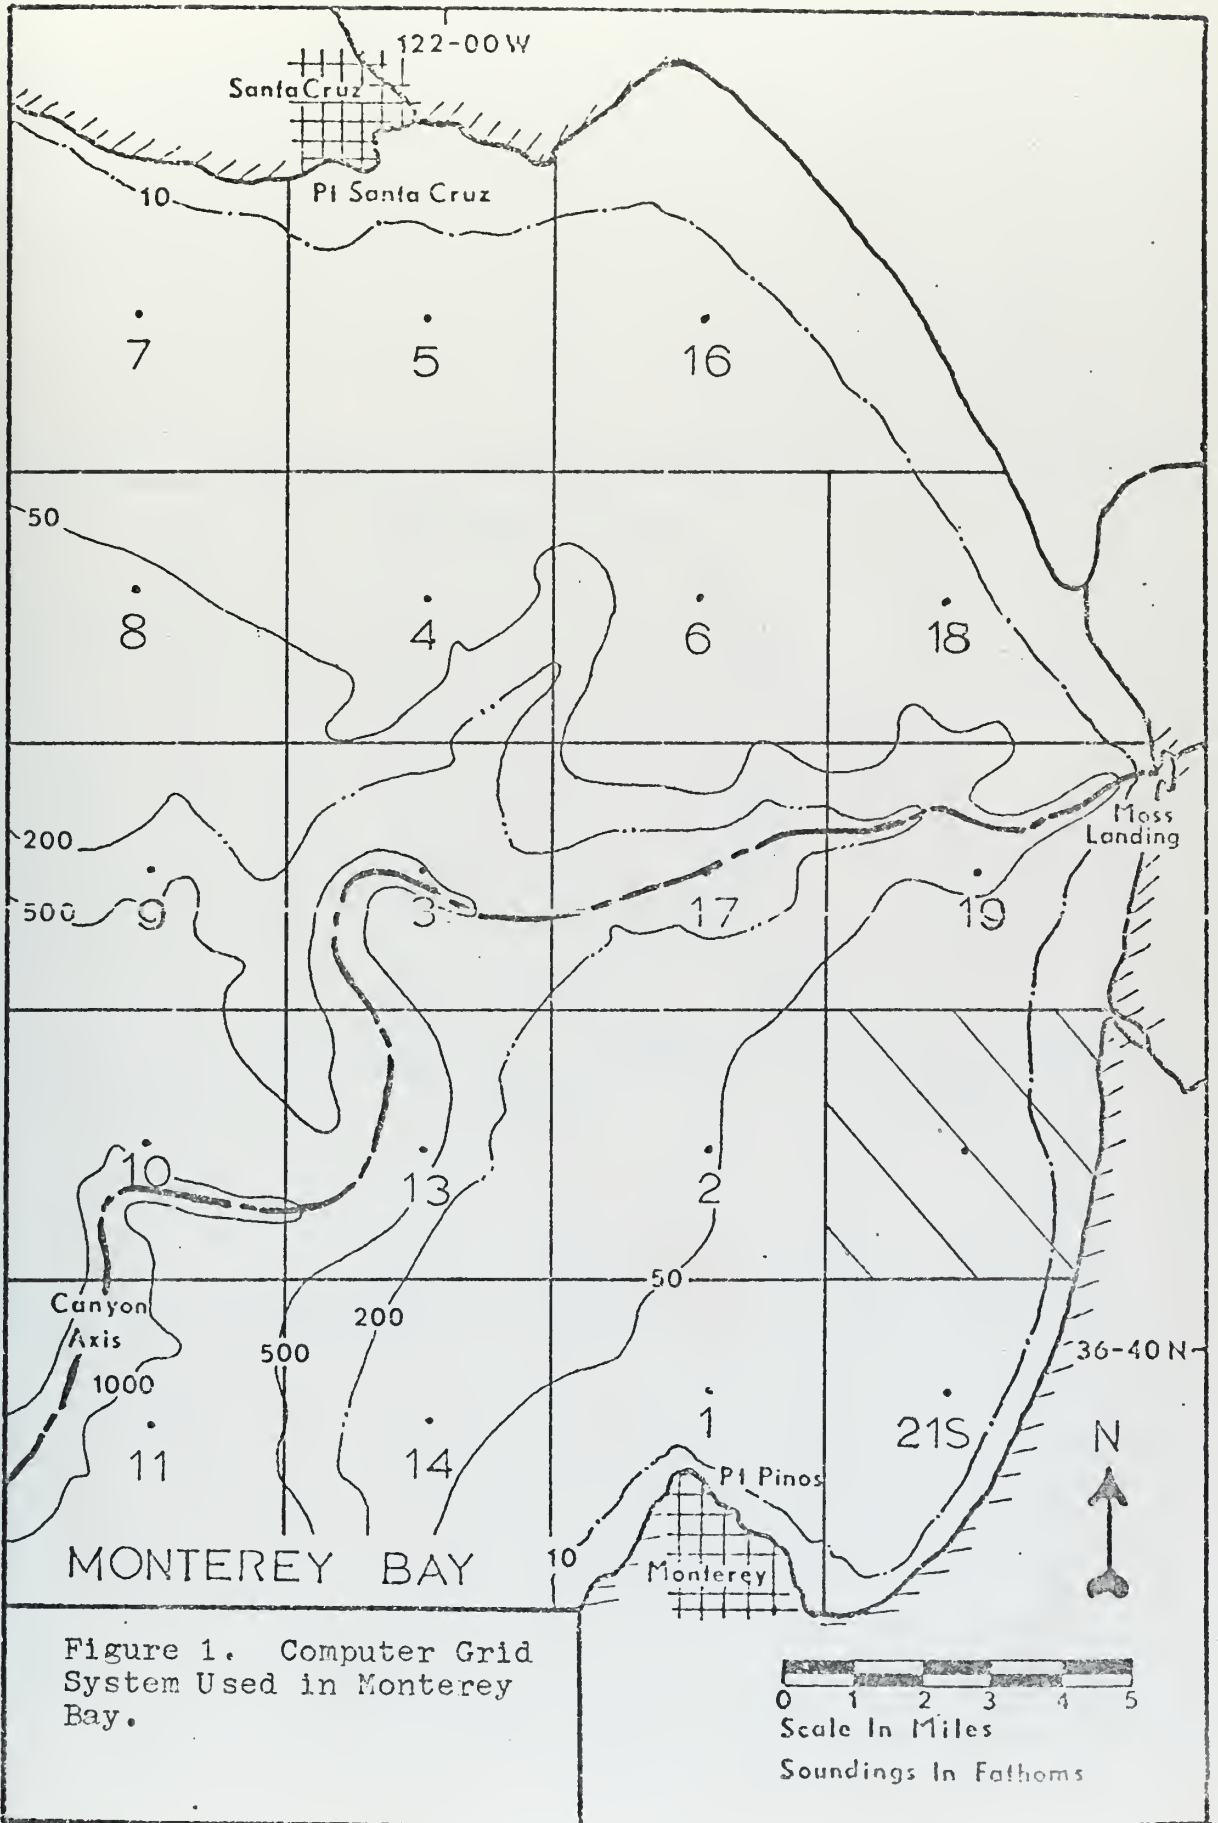 122-00 W
Santa Cruz
Pt Santa Cruz
10
7
5
16
50
8
4
6
18
200
Moss
Landing
500
9
3
17
19
10
13
2
50
Canyon
Axis
200
500
36-40 N
1000
1
21S
N
11
14
Pt Pinos
MONTEREY BAY
10
Monterey
Figure 1. Computer Grid
System Used in Monterey
Bay.
0 1 2 3 4 5
Scale In Miles
Soundings In Fathoms